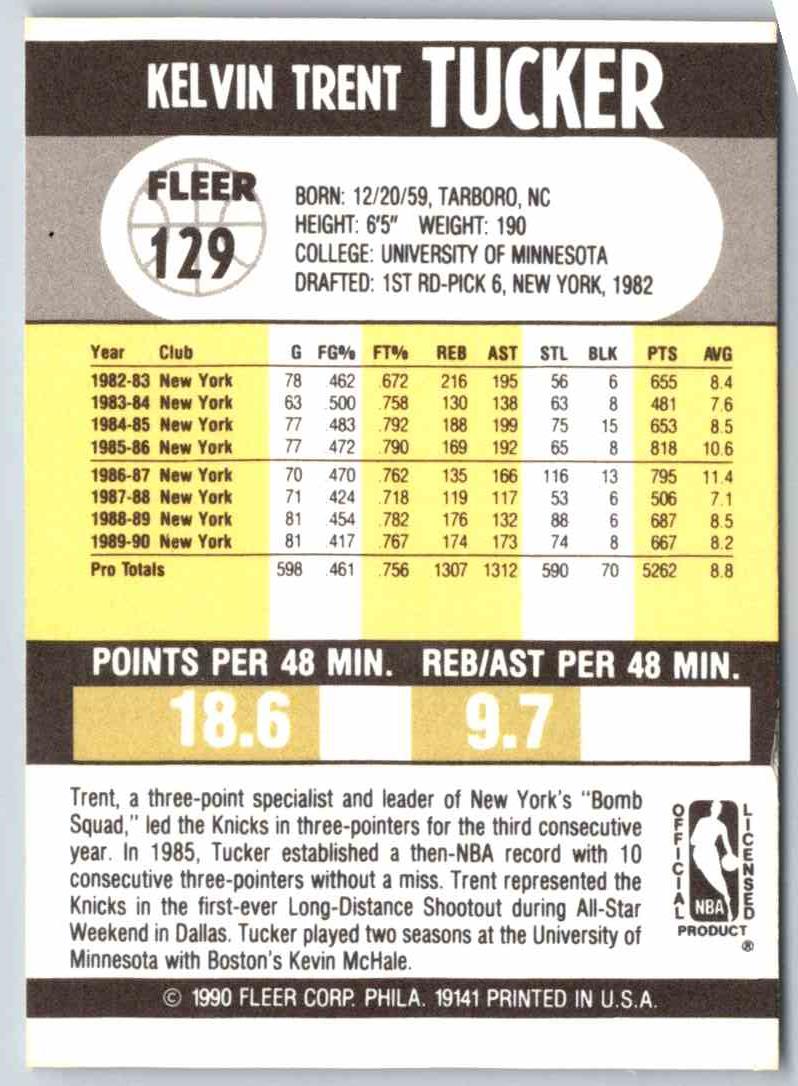 KELVIN TRENT TUCKER
FLEER
129
BORN: 12/20/59, TARBORO, NC
HEIGHT: 6'5" WEIGHT: 190
COLLEGE: UNIVERSITY OF MINNESOTA
DRAFTED: 1ST RD-PICK 6, NEW YORK, 1982
Year Club G FG% FT% REB AST STL BLK PTS AVG
1982-83 New York 78 .462 .672 216 195 56 6 655 8.4
1983-84 New York 63 .500 .758 130 138 63 8 481 7.6
1984-85 New York 77 .483 .792 188 199 75 15 653 8.5
1985-86 New York 77 .472 .790 169 192 65 8 818 10.6
1986-87 New York 70 .470 .762 135 166 116 13 795 11.4
1987-88 New York 71 .424 .718 119 117 53 6 506 7.1
1988-89 New York 81 .454 .782 176 132 88 6 687 8.5
1989-90 New York 81 .417 .767 174 173 74 8 667 8.2
Pro Totals 598 .461 .756 1307 1312 590 70 5262 8.8
POINTS PER 48 MIN. REB/AST PER 48 MIN.
18.6 9.7
Trent, a three-point specialist and leader of New York's "Bomb
Squad," led the Knicks in three-pointers for the third consecutive
year. In 1985, Tucker established a then-NBA record with 10
consecutive three-pointers without a miss. Trent represented the
Knicks in the first-ever Long-Distance Shootout during All-Star
Weekend in Dallas. Tucker played two seasons at the University of
Minnesota with Boston's Kevin McHale.
OFFICIAL
LICENSED
NBA
PRODUCT
®
© 1990 FLEER CORP. PHILA. 19141 PRINTED IN U.S.A.